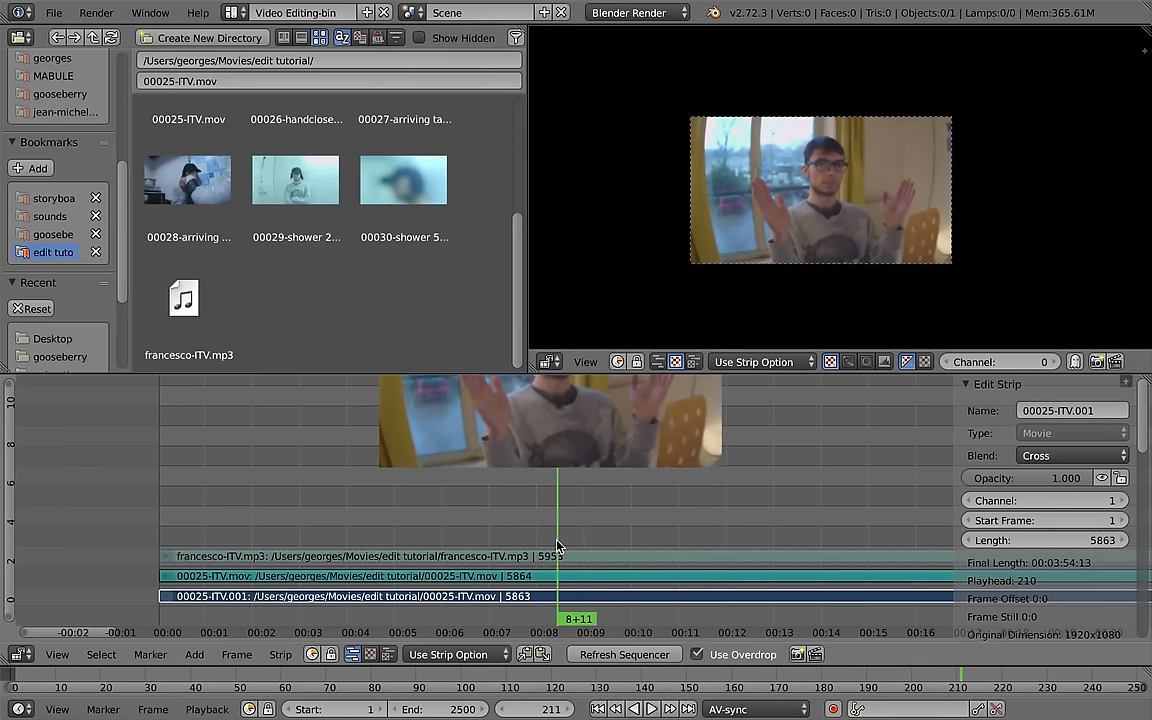 File Render Window Help Video Editing-bin Scene Blender Render v2.72.3 | Verts:0 | Faces:0 | Tris:0 | Objects:0/1 | Lamps:0/0 | Mem:365.61M
Create New Directory Show Hidden
georges
MABULE
gooseberry
jean-michel...
Bookmarks
Add
storyboa
sounds
goosebe
edit tuto
Recent
Reset
Desktop
gooseberry
/Users/georges/Movies/edit tutorial/
00025-ITV.mov
00025-ITV.mov 00026-handclose... 00027-arriving ta...
00028-arriving ... 00029-shower 2... 00030-shower 5...
francesco-ITV.mp3
View Use Strip Option Channel: 0
10
8
6
4
2
0
francesco-ITV.mp3: /Users/georges/Movies/edit tutorial/francesco-ITV.mp3 | 5955
00025-ITV.mov: /Users/georges/Movies/edit tutorial/00025-ITV.mov | 5864
00025-ITV.001: /Users/georges/Movies/edit tutorial/00025-ITV.mov | 5863
8+11
-00:02 -00:01 00:00 00:01 00:02 00:03 00:04 00:05 00:06 00:07 00:08 00:09 00:10 00:11 00:12 00:13 00:14 00:15 00:16
Edit Strip
Name: 00025-ITV.001
Type: Movie
Blend: Cross
Opacity: 1.000
Channel: 1
Start Frame: 1
Length: 5863
Final Length: 00:03:54:13
Playhead: 210
Frame Offset 0:0
Frame Still 0:0
Original Dimension: 1920x1080
View Select Marker Add Frame Strip Use Strip Option Refresh Sequencer Use Overdrop
0 10 20 30 40 50 60 70 80 90 100 110 120 130 140 150 160 170 180 190 200 210 220 230 240 250
View Marker Frame Playback Start: 1 End: 2500 211 AV-sync